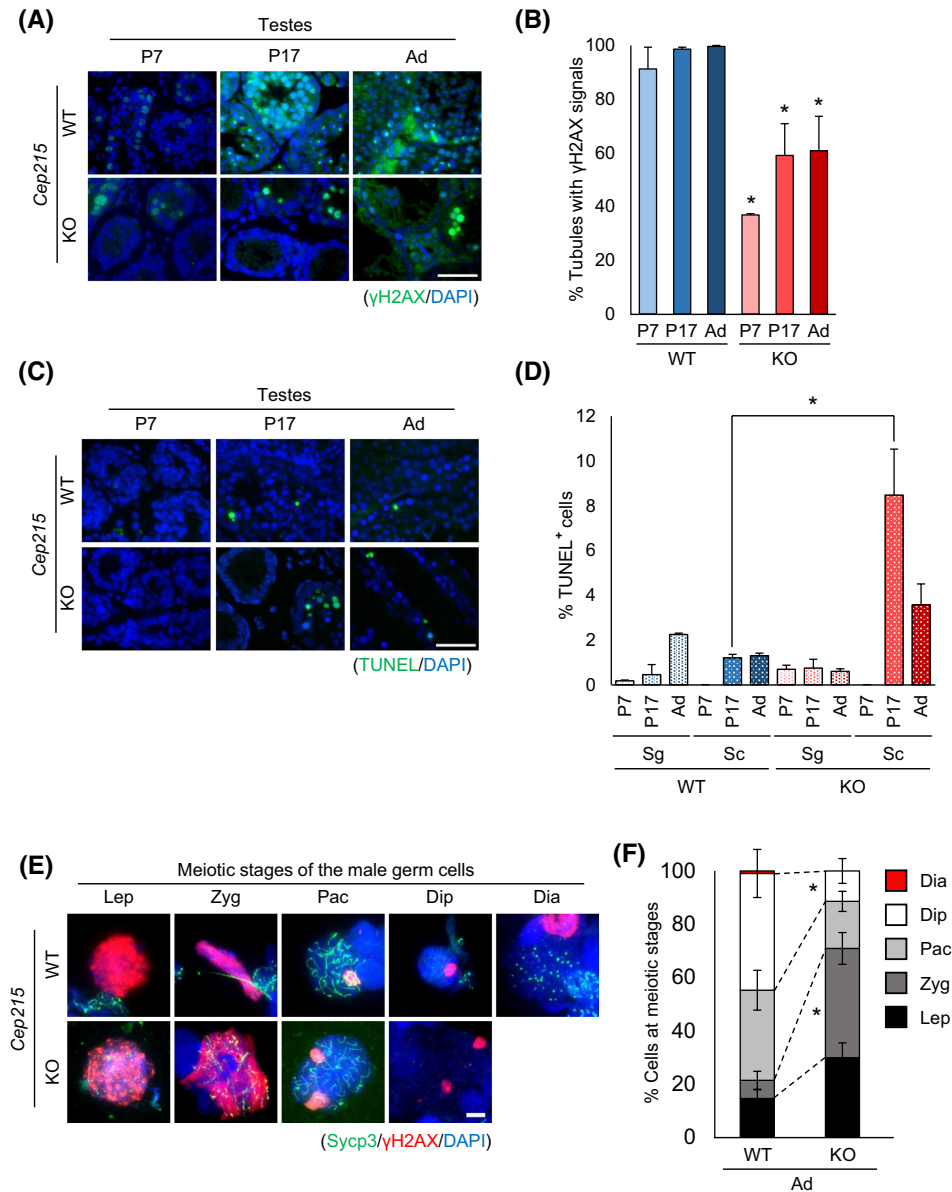 (A)
Testes
P7 P17 Ad
Cep215
WT
KO
(γH2AX/DAPI)
(B)
% Tubules with γH2AX signals
100
80
60
40
20
0
* * *
P7 P17 Ad P7 P17 Ad
WT KO
(C)
Testes
P7 P17 Ad
Cep215
WT
KO
(TUNEL/DAPI)
(D)
% TUNEL+ cells
12
10
8
6
4
2
0
*
P7 P17 Ad P7 P17 Ad P7 P17 Ad P7 P17 Ad
Sg Sc Sg Sc
WT KO
(E)
Meiotic stages of the male germ cells
Lep Zyg Pac Dip Dia
Cep215
WT
KO
(Sycp3/γH2AX/DAPI)
(F)
% Cells at meiotic stages
100
80
60
40
20
0
*
*
WT KO
Ad
Dia
Dip
Pac
Zyg
Lep